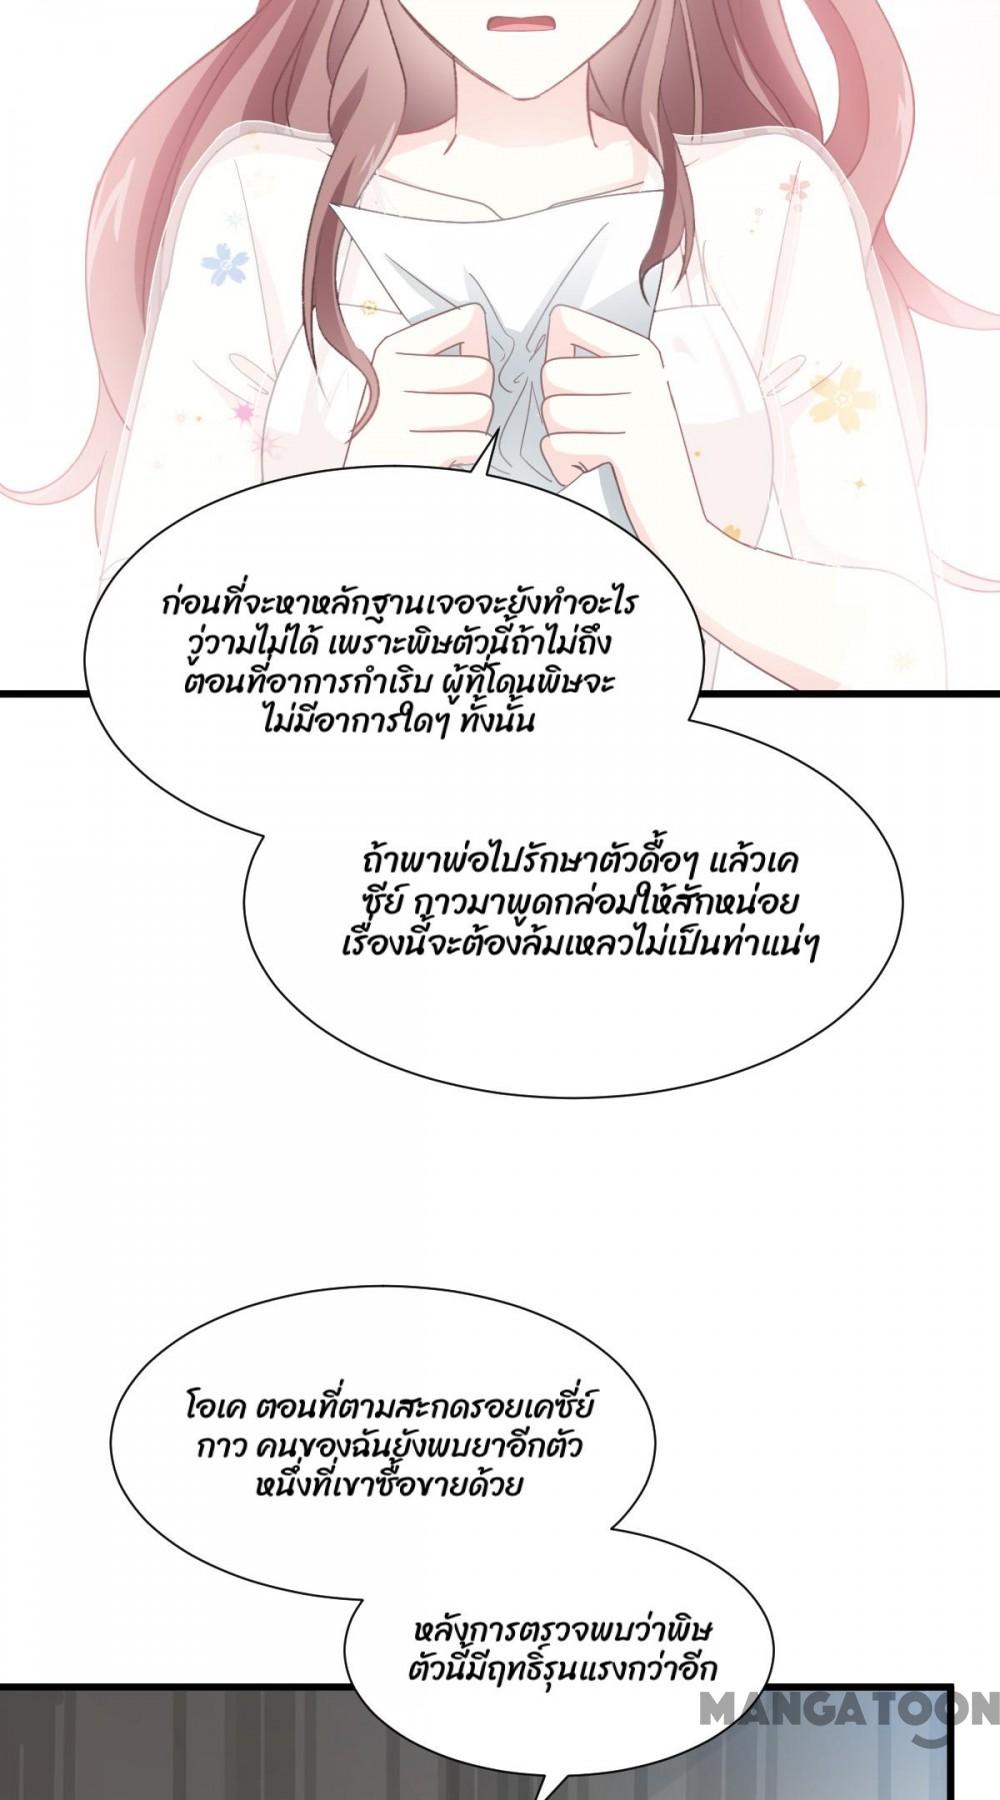 ก่อนที่จะหาหลักฐานเจอจะยังทำอะไร
วู่วามไม่ได้ เพราะพิษตัวนี้ถ้าไม่ถึง
ตอนที่อาการกำเริบ ผู้ที่โดนพิษจะ
ไม่มีอาการใดๆ ทั้งนั้น
ถ้าพาพ่อไปรักษาตัวดื้อๆ แล้วเค
ซีย์ กาวมาพูดกล่อมให้สักหน่อย
เรื่องนี้จะต้องล้มเหลวไม่เป็นท่าแน่ๆ
โอเค ตอนที่ตามสะกดรอยเคซี่ย์
กาว คนของฉันยังพบยาอีกตัว
หนึ่งที่เขาซื้อขายด้วย
หลังการตรวจพบว่าพิษ
ตัวนี้มีฤทธิ์รุนแรงกว่าอีก
MANGATOON